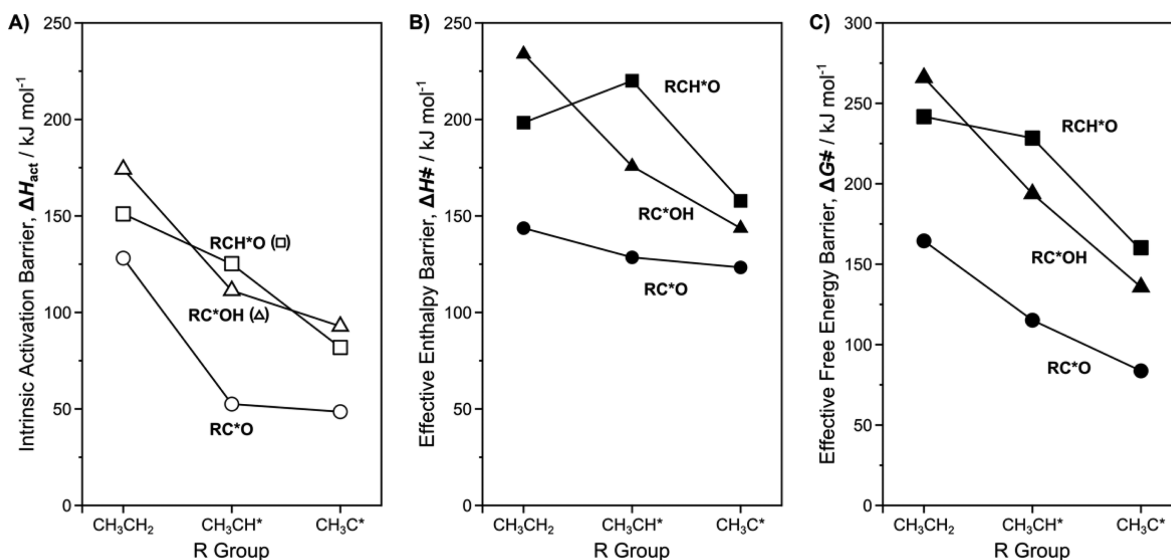 A)
Intrinsic Activation Barrier, ΔHact / kJ mol-1
250
200
150
100
50
0
RCH*O (□)
RC*OH (△)
RC*O
CH3CH2 CH3CH* CH3C*
R Group
B)
Effective Enthalpy Barrier, ΔH‡ / kJ mol-1
250
200
150
100
50
0
RCH*O
RC*OH
RC*O
CH3CH2 CH3CH* CH3C*
R Group
C)
Effective Free Energy Barrier, ΔG‡ / kJ mol-1
300
250
200
150
100
50
0
RCH*O
RC*OH
RC*O
CH3CH2 CH3CH* CH3C*
R Group